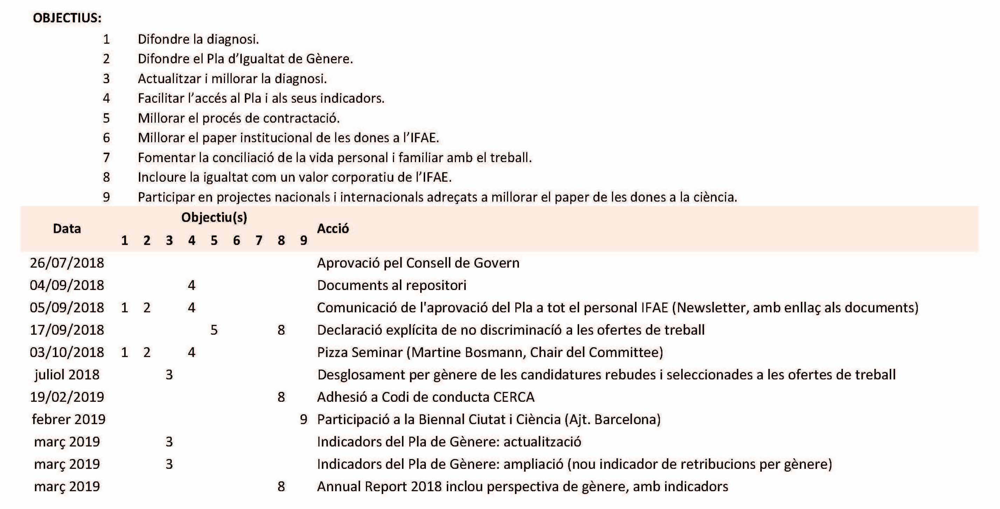 OBJECTIUS:
1 Difondre la diagnosi.
2 Difondre el Pla d’Igualtat de Gènere.
3 Actualitzar i millorar la diagnosi.
4 Facilitar l’accés al Pla i als seus indicadors.
5 Millorar el procés de contractació.
6 Millorar el paper institucional de les dones a l’IFAE.
7 Fomentar la conciliació de la vida personal i familiar amb el treball.
8 Incloure la igualtat com un valor corporatiu de l’IFAE.
9 Participar en projectes nacionals i internacionals adreçats a millorar el paper de les dones a la ciència.
Objectiu(s)
Data Acció
1 2 3 4 5 6 7 8 9
26/07/2018 Aprovació pel Consell de Govern
04/09/2018 4 Documents al repositori
05/09/2018 1 2 4 Comunicació de l'aprovació del Pla a tot el personal IFAE (Newsletter, amb enllaç als documents)
17/09/2018 5 8 Declaració explícita de no discriminacíó a les ofertes de treball
03/10/2018 1 2 4 Pizza Seminar (Martine Bosmann, Chair del Committee)
juliol 2018 3 Desglosament per gènere de les candidatures rebudes i seleccionades a les ofertes de treball
19/02/2019 8 Adhesió a Codi de conducta CERCA
febrer 2019 9 Participació a la Biennal Ciutat i Ciència (Ajt. Barcelona)
març 2019 3 Indicadors del Pla de Gènere: actualització
març 2019 3 Indicadors del Pla de Gènere: ampliació (nou indicador de retribucions per gènere)
març 2019 8 Annual Report 2018 inclou perspectiva de gènere, amb indicadors